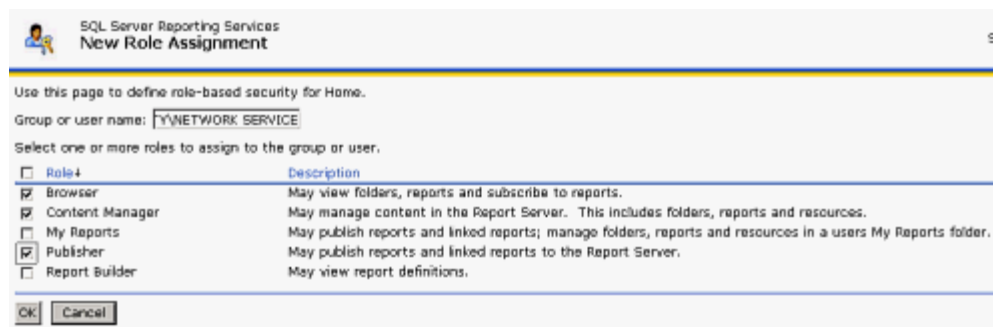 SQL Server Reporting Services
New Role Assignment
S
Use this page to define role-based security for Home.
Group or user name: Y\NETWORK SERVICE
Select one or more roles to assign to the group or user.
Role↓ Description
Browser May view folders, reports and subscribe to reports.
Content Manager May manage content in the Report Server. This includes folders, reports and resources.
My Reports May publish reports and linked reports; manage folders, reports and resources in a users My Reports folder.
Publisher May publish reports and linked reports to the Report Server.
Report Builder May view report definitions.
OK Cancel